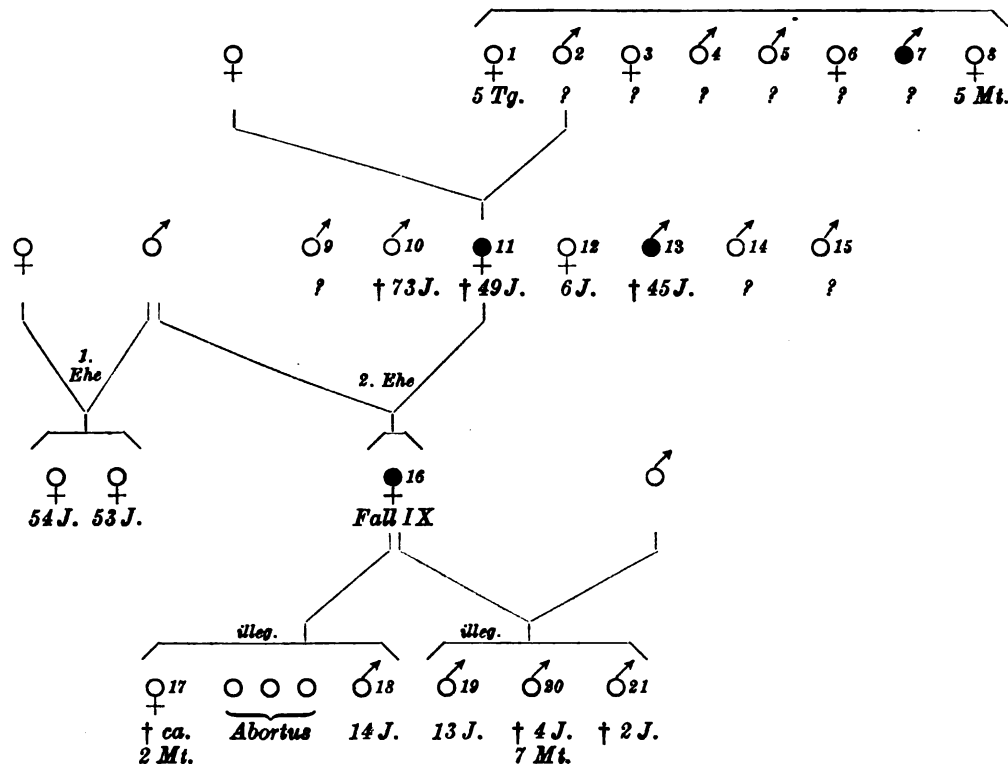 1 2 3 4 5 6 7 8
5 Tg. ? ? ? ? ? ? 5 Mt.
9 10 11 12 13 14 15
? † 73 J. † 49 J. 6 J. † 45 J. ? ?
1.
Ehe
2. Ehe
16
54 J. 53 J. Fall IX
illeg. illeg.
17 18 19 20 21
† ca. Abortus 14 J. 13 J. † 4 J. † 2 J.
2 Mt. 7 Mt.